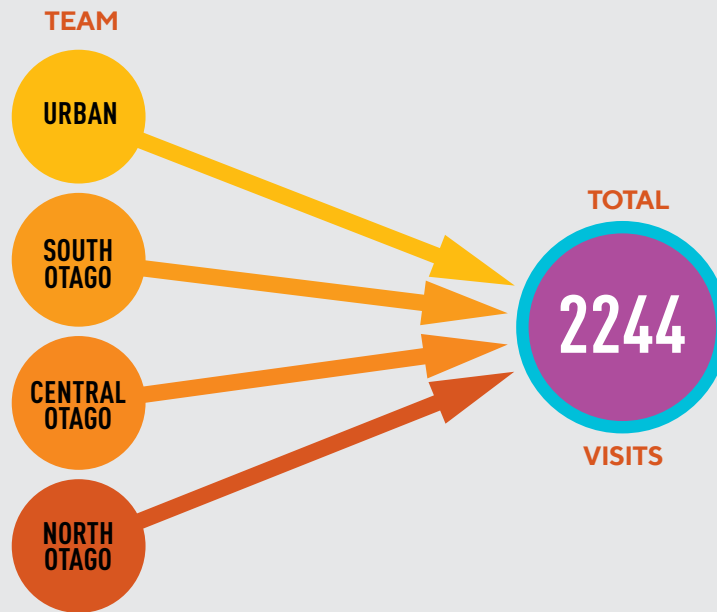 TEAM
URBAN
SOUTH
OTAGO
CENTRAL
OTAGO
NORTH
OTAGO
TOTAL
2244
VISITS